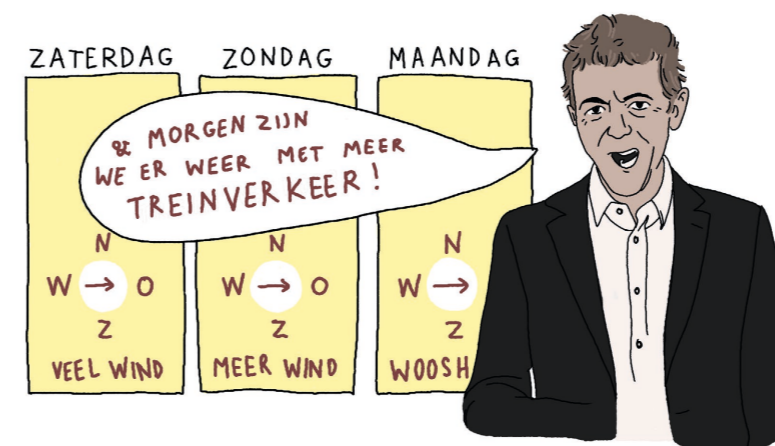 ZATERDAG
ZONDAG
MAANDAG
& MORGEN ZIJN
WE ER WEER MET MEER
TREINVERKEER!
N
W → O
Z
VEEL WIND
N
W → O
Z
MEER WIND
N
W →
Z
WOOSH